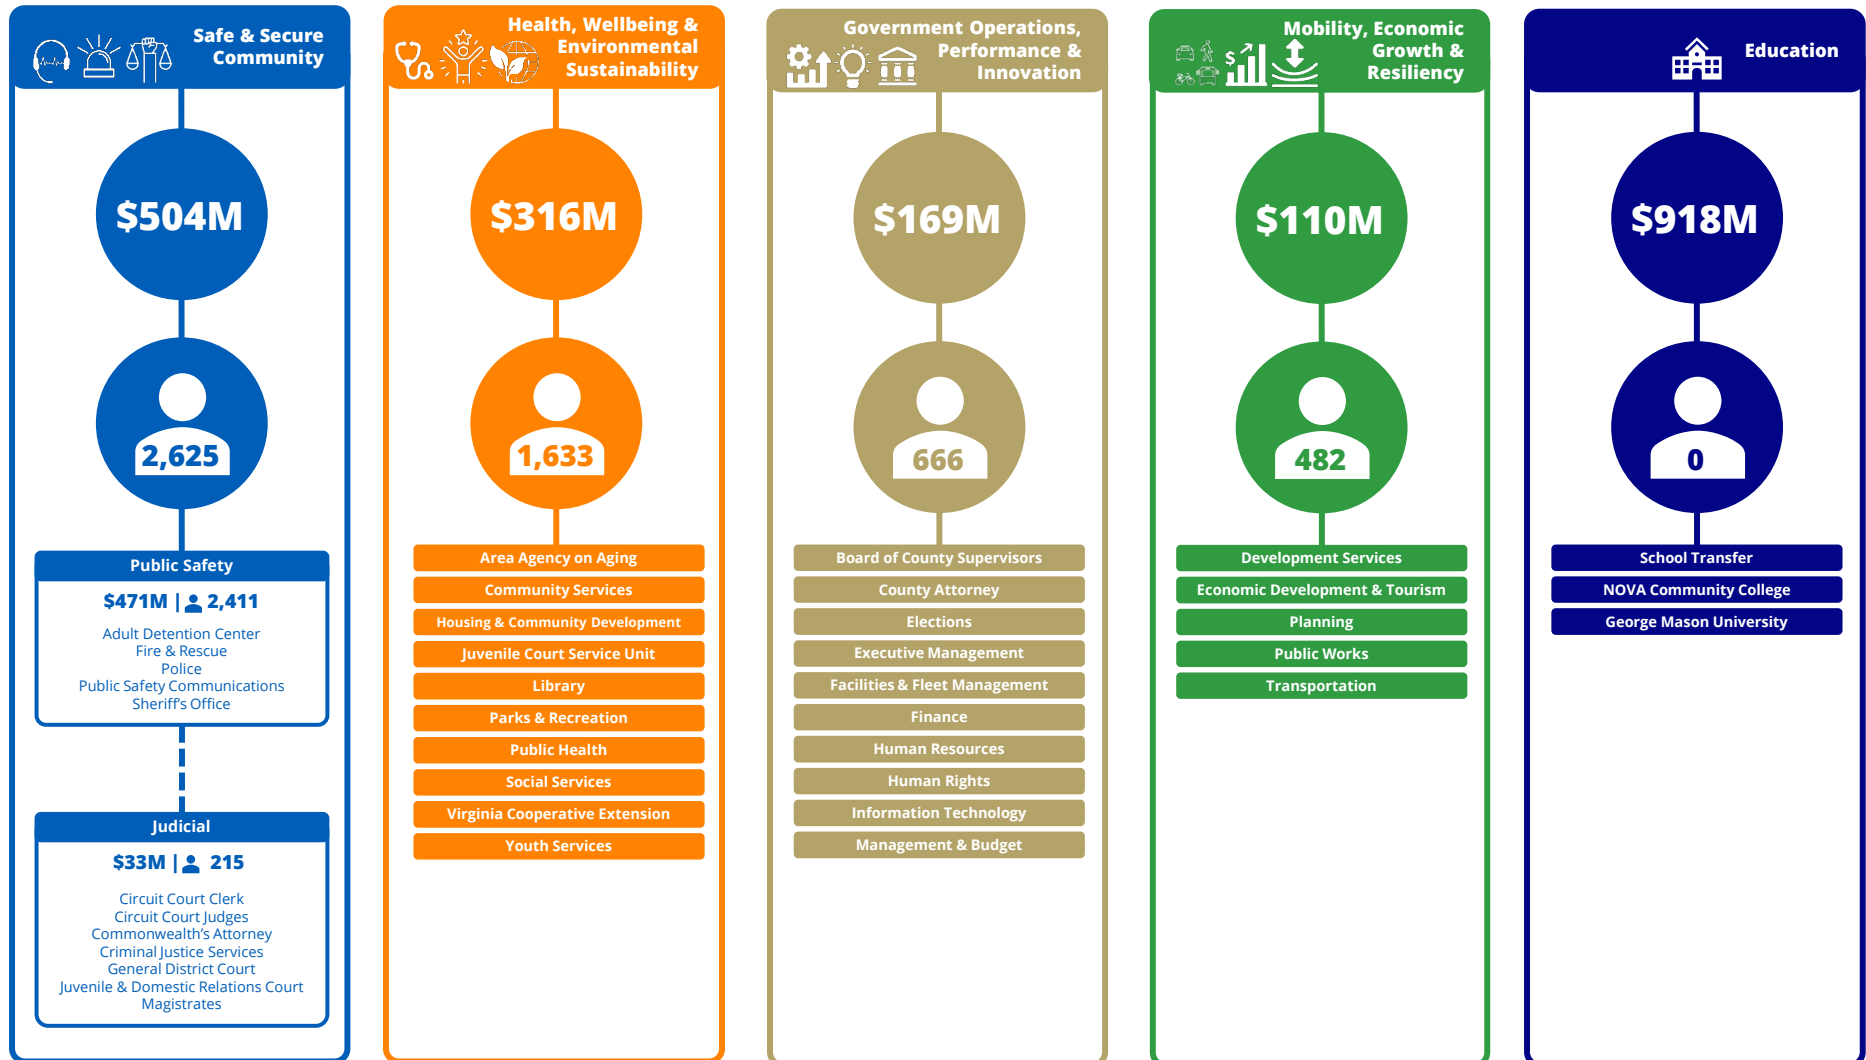 Safe & Secure
Community
$504M
2,625
Public Safety
$471M | 2,411
Adult Detention Center
Fire & Rescue
Police
Public Safety Communications
Sheriff's Office
Judicial
$33M | 215
Circuit Court Clerk
Circuit Court Judges
Commonwealth's Attorney
Criminal Justice Services
General District Court
Juvenile & Domestic Relations Court
Magistrates
Health, Wellbeing &
Environmental
Sustainability
$316M
1,633
Area Agency on Aging
Community Services
Housing & Community Development
Juvenile Court Service Unit
Library
Parks & Recreation
Public Health
Social Services
Virginia Cooperative Extension
Youth Services
Government Operations,
Performance &
Innovation
$169M
666
Board of County Supervisors
County Attorney
Elections
Executive Management
Facilities & Fleet Management
Finance
Human Resources
Human Rights
Information Technology
Management & Budget
Mobility, Economic
Growth &
Resiliency
$
$110M
482
Development Services
Economic Development & Tourism
Planning
Public Works
Transportation
Education
$918M
0
School Transfer
NOVA Community College
George Mason University